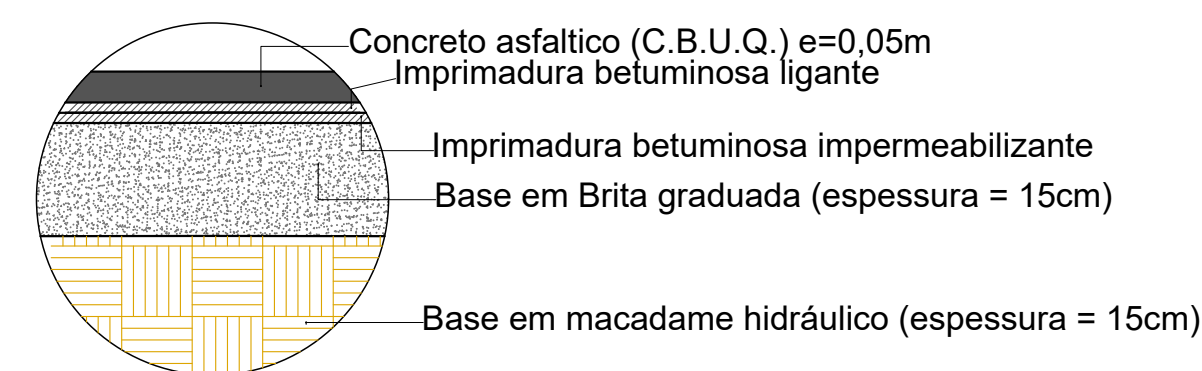 Concreto asfaltico (C.B.U.Q.) e=0,05m
Imprimadura betuminosa ligante
Imprimadura betuminosa impermeabilizante
Base em Brita graduada (espessura = 15cm)
Base em macadame hidráulico (espessura = 15cm)